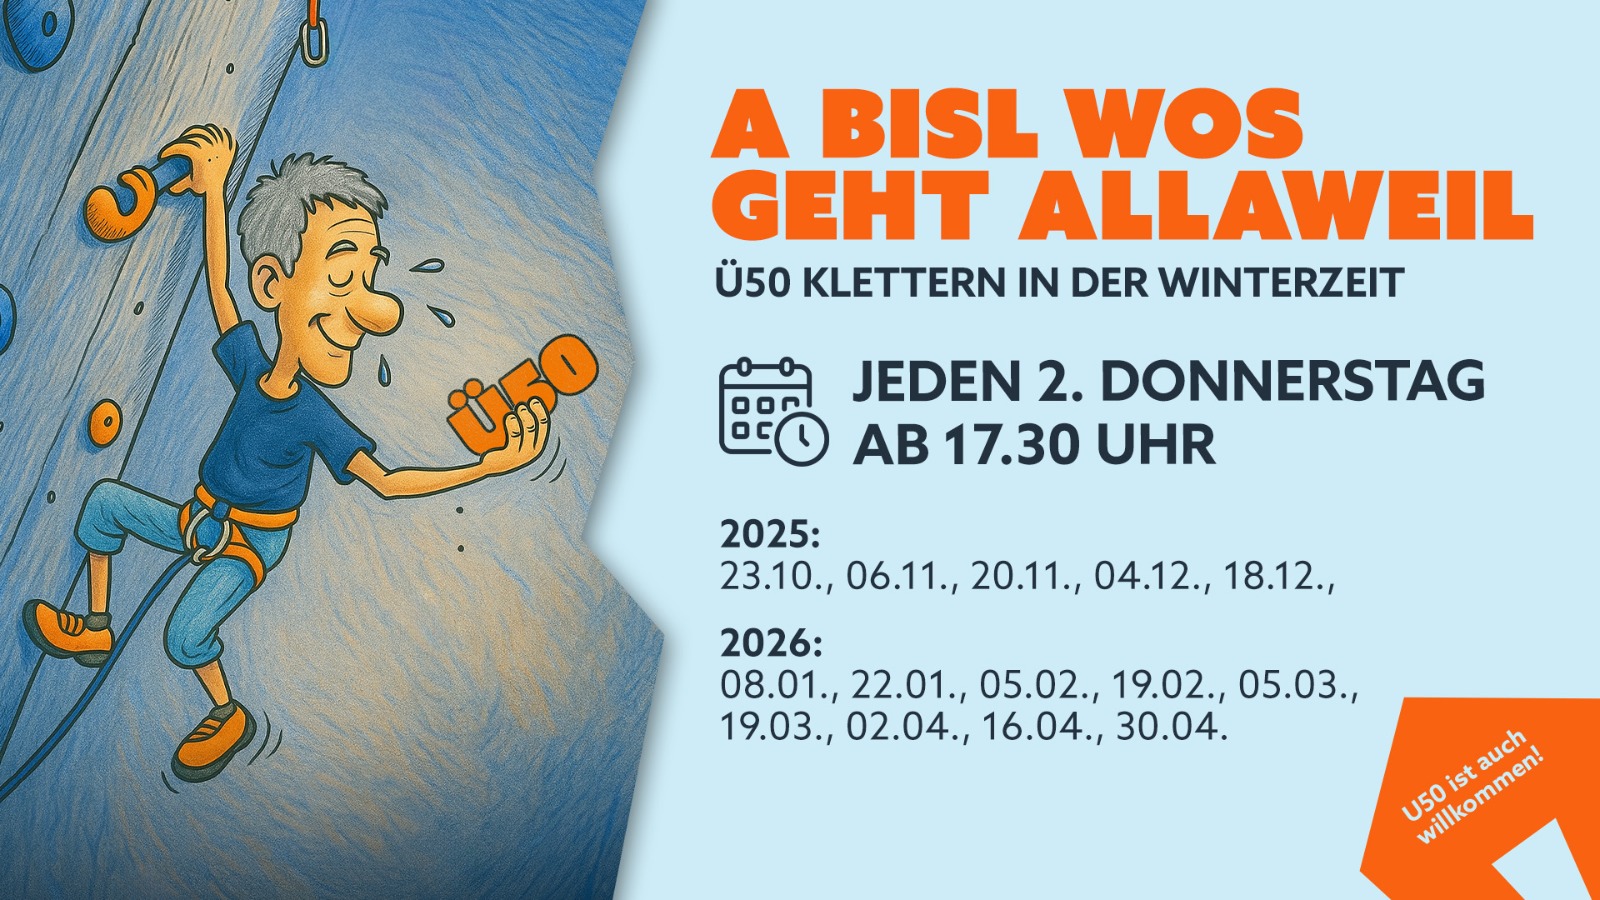 A BISL WOS
GEHT ALLAWEIL
Ü50 KLETTERN IN DER WINTERZEIT
JEDEN 2. DONNERSTAG
AB 17.30 UHR
2025:
23.10., 06.11., 20.11., 04.12., 18.12.,
2026:
08.01., 22.01., 05.02., 19.02., 05.03.,
19.03., 02.04., 16.04., 30.04.
Ü50
U50 ist auch
willkommen!